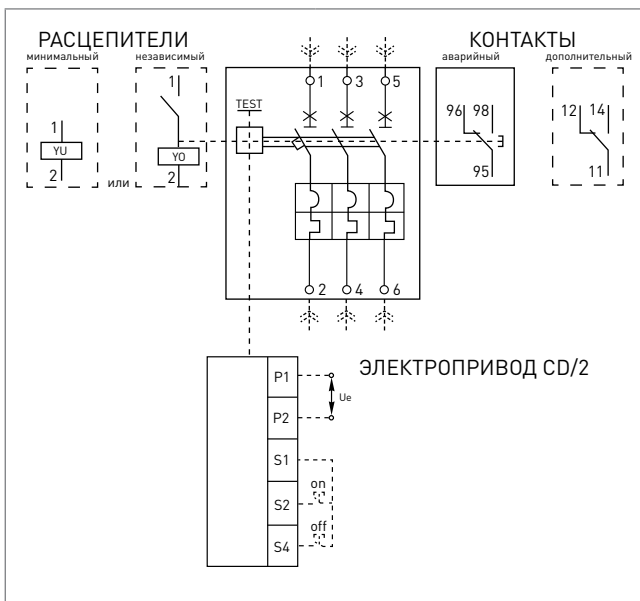 РАСЦЕПИТЕЛИ
минимальный
независимый
КОНТАКТЫ
аварийный
дополнительный
1
YU
2
или
1
YO
2
TEST
1
3
5
2
4
6
96
98
95
12
14
11
ЭЛЕКТРОПРИВОД CD/2
P1
P2
Ue
S1
on
S2
off
S4